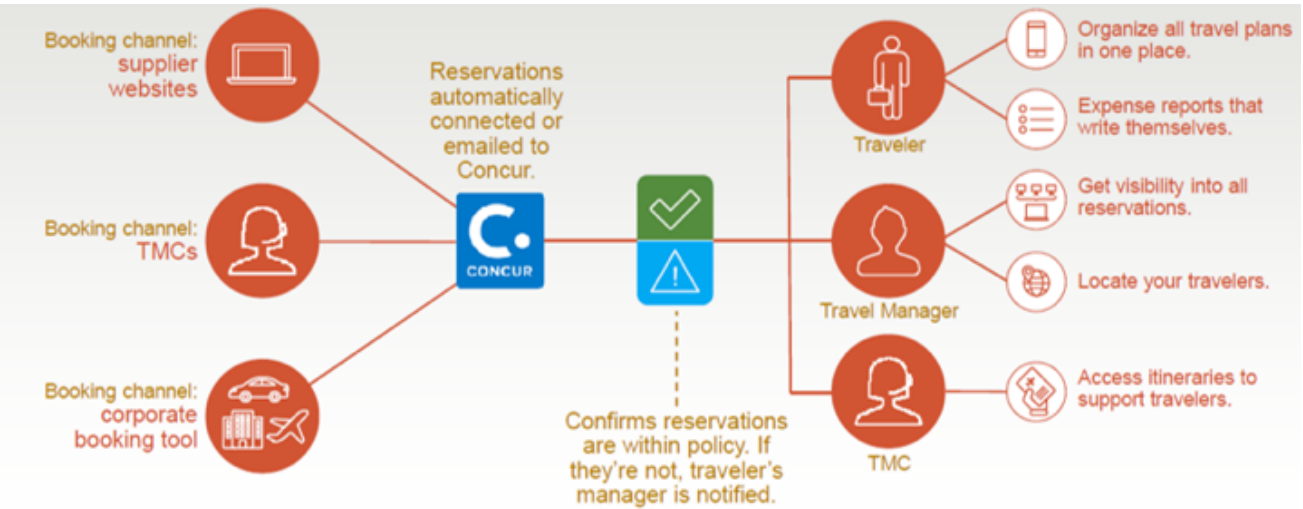 Booking channel:
supplier
websites
Reservations
automatically
connected or
emailed to
Concur.
Booking channel:
TMCs
C.
CONCUR
Booking channel:
corporate
booking tool
Confirms reservations
are within policy. If
they're not, traveler's
manager is notified.
Traveler
Organize all travel plans
in one place.
Expense reports that
write themselves.
Travel Manager
Get visibility into all
reservations.
Locate your travelers.
TMC
Access itineraries to
support travelers.